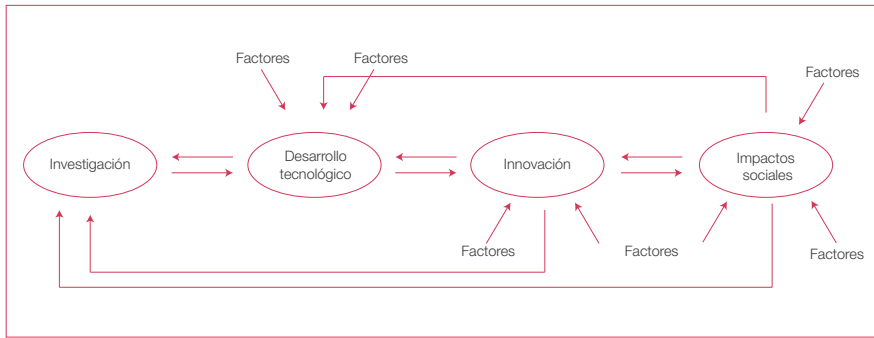 Factores
Factores
Factores
Investigación
Desarrollo
tecnológico
Innovación
Impactos
sociales
Factores
Factores
Factores